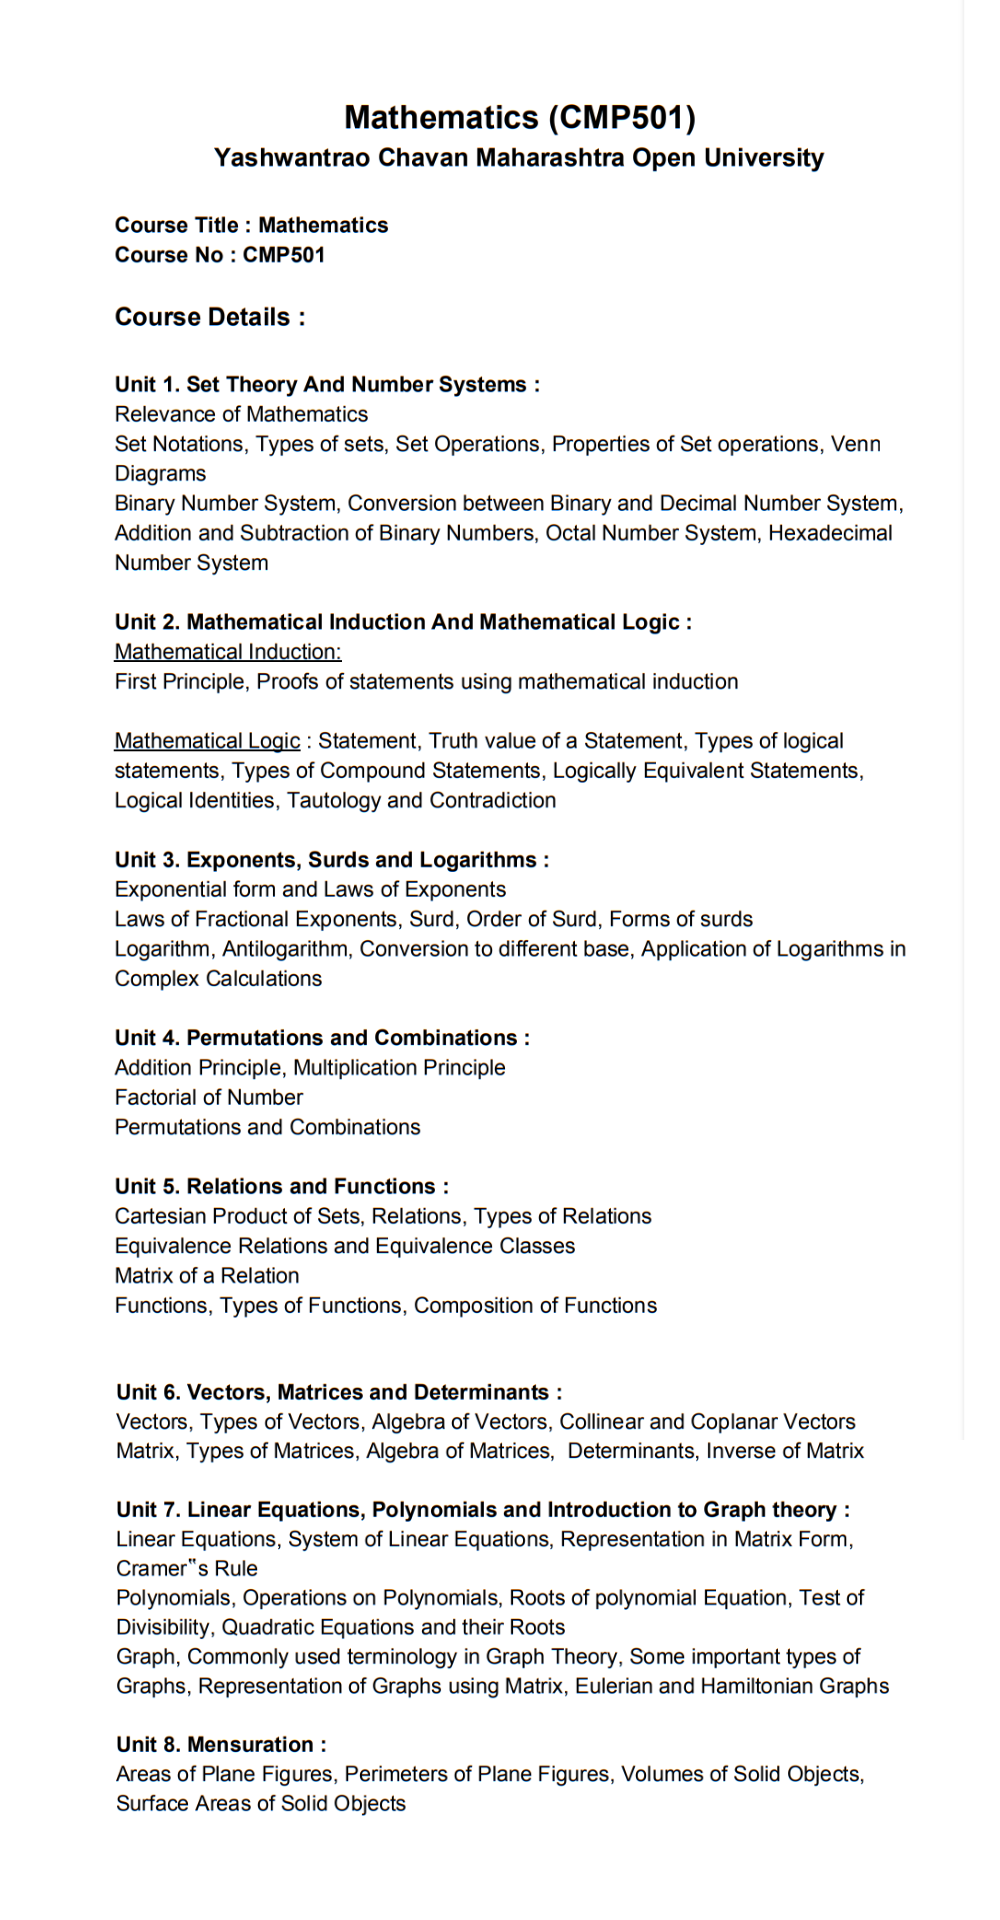 Mathematics (CMP501)
Yashwantrao Chavan Maharashtra Open University
Course Title : Mathematics
Course No : CMP501
Course Details :
Unit 1. Set Theory And Number Systems :
Relevance of Mathematics
Set Notations, Types of sets, Set Operations, Properties of Set operations, Venn
Diagrams
Binary Number System, Conversion between Binary and Decimal Number System,
Addition and Subtraction of Binary Numbers, Octal Number System, Hexadecimal
Number System
Unit 2. Mathematical Induction And Mathematical Logic :
Mathematical Induction:
First Principle, Proofs of statements using mathematical induction
Mathematical Logic : Statement, Truth value of a Statement, Types of logical
statements, Types of Compound Statements, Logically Equivalent Statements,
Logical Identities, Tautology and Contradiction
Unit 3. Exponents, Surds and Logarithms :
Exponential form and Laws of Exponents
Laws of Fractional Exponents, Surd, Order of Surd, Forms of surds
Logarithm, Antilogarithm, Conversion to different base, Application of Logarithms in
Complex Calculations
Unit 4. Permutations and Combinations :
Addition Principle, Multiplication Principle
Factorial of Number
Permutations and Combinations
Unit 5. Relations and Functions :
Cartesian Product of Sets, Relations, Types of Relations
Equivalence Relations and Equivalence Classes
Matrix of a Relation
Functions, Types of Functions, Composition of Functions
Unit 6. Vectors, Matrices and Determinants :
Vectors, Types of Vectors, Algebra of Vectors, Collinear and Coplanar Vectors
Matrix, Types of Matrices, Algebra of Matrices,  Determinants, Inverse of Matrix
Unit 7. Linear Equations, Polynomials and Introduction to Graph theory :
Linear Equations, System of Linear Equations, Representation in Matrix Form,
Cramer‟s Rule
Polynomials, Operations on Polynomials, Roots of polynomial Equation, Test of
Divisibility, Quadratic Equations and their Roots
Graph, Commonly used terminology in Graph Theory, Some important types of
Graphs, Representation of Graphs using Matrix, Eulerian and Hamiltonian Graphs
Unit 8. Mensuration :
Areas of Plane Figures, Perimeters of Plane Figures, Volumes of Solid Objects,
Surface Areas of Solid Objects